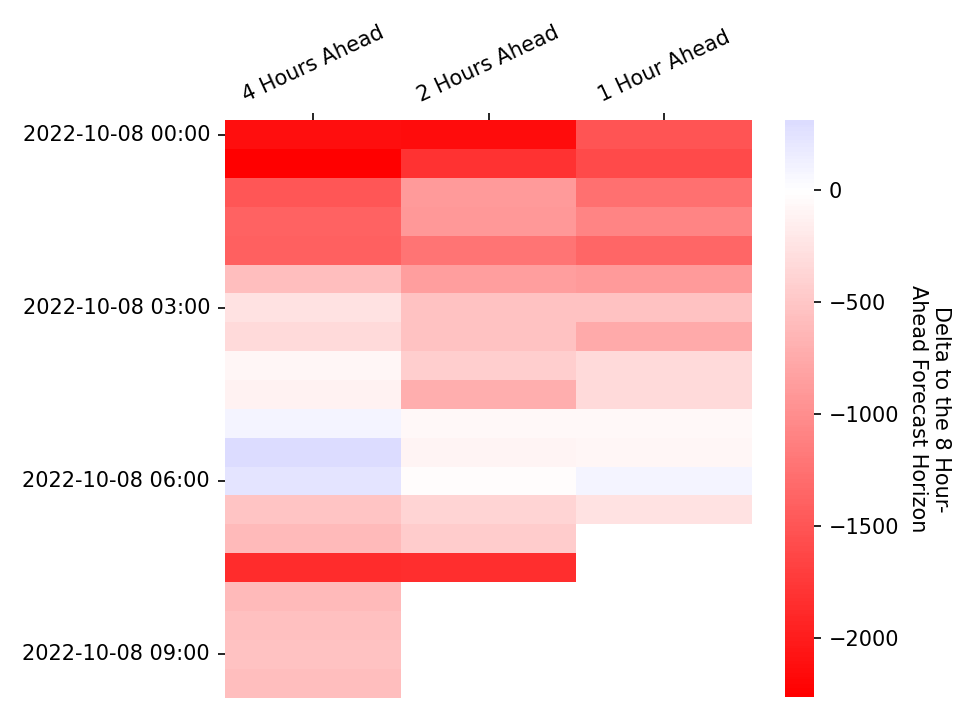 4 Hours Ahead
2 Hours Ahead
1 Hour Ahead
2022-10-08 00:00
2022-10-08 03:00
2022-10-08 06:00
2022-10-08 09:00
0
−500
−1000
−1500
−2000
Delta to the 8 Hour-
Ahead Forecast Horizon